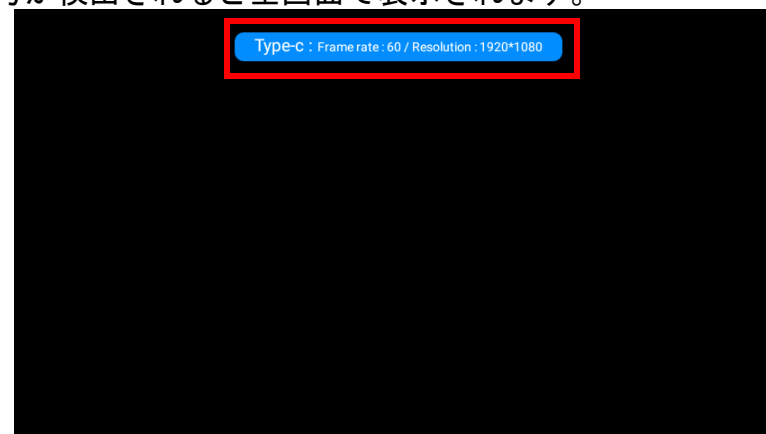 が検出されると全画面で表示されます。
Type-c : Frame rate : 60 / Resolution : 1920*1080